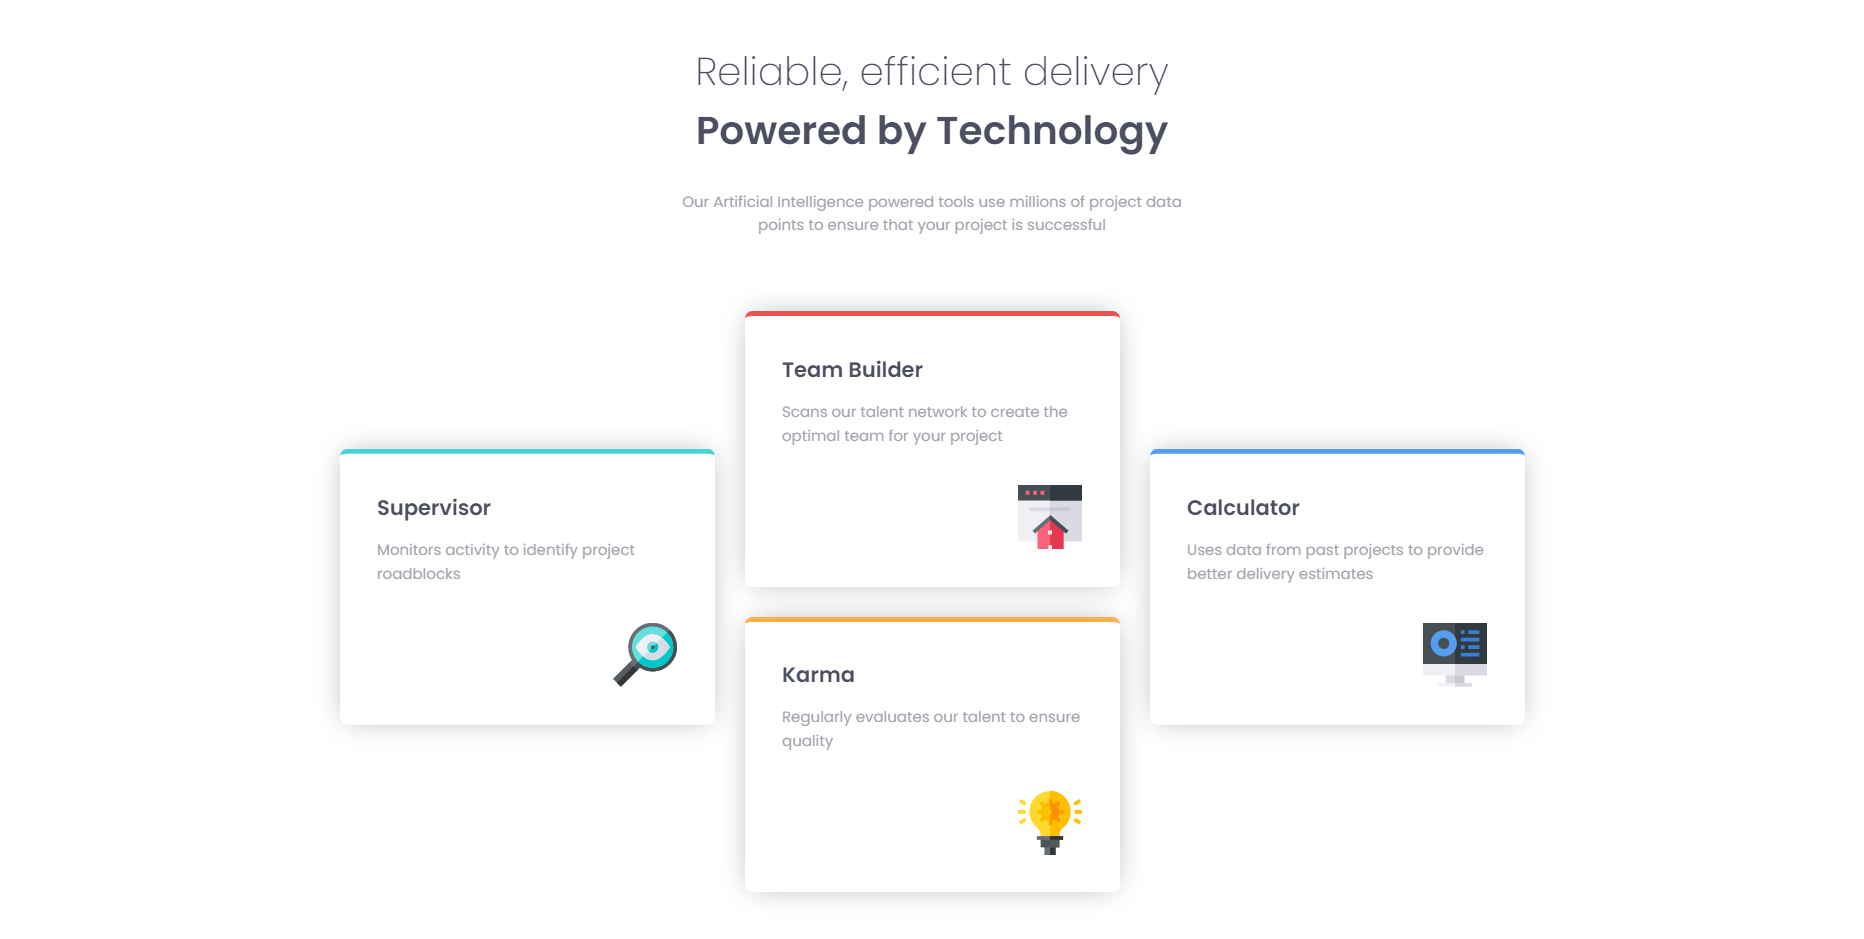 Reliable, efficient delivery
Powered by Technology
Our Artificial Intelligence powered tools use millions of project data
points to ensure that your project is successful
Supervisor
Monitors activity to identify project
roadblocks
Team Builder
Scans our talent network to create the
optimal team for your project
Karma
Regularly evaluates our talent to ensure
quality
Calculator
Uses data from past projects to provide
better delivery estimates